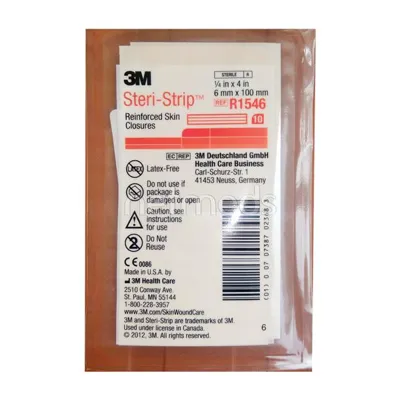 3M
Steri-Strip™
Reinforced Skin
Closures
STERILE R
¼ in x 4 in
6 mm x 100 mm
REF R1546
10
EC REP
3M Deutschland GmbH
Health Care Business
Carl-Schurz-Str. 1
41453 Neuss, Germany
LATEX
Latex-Free
Do not use if
package is
damaged or open
Caution, see
instructions
for use
2
Do Not
Reuse
CE 0086
Made in U.S.A. by
3M Health Care
2510 Conway Ave.
St. Paul, MN 55144
1-800-228-3957
www.3M.com/SkinWoundCare
3M and Steri-Strip are trademarks of 3M.
Used under license in Canada.
© 2012, 3M. All rights reserved.
6